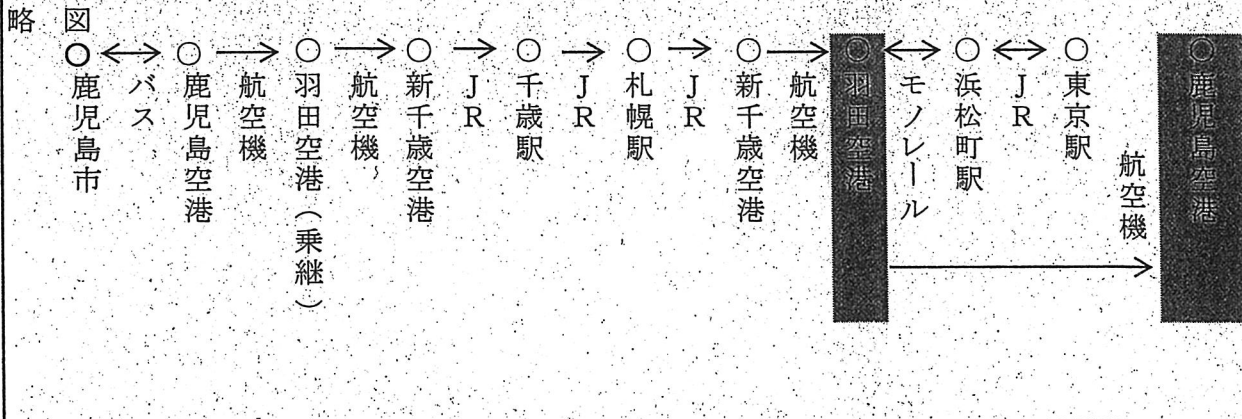 略 図
鹿児島市
バス
鹿児島空港
航空機
羽田空港(乗継)
航空機
新千歳空港
JR
千歳駅
JR
札幌駅
JR
新千歳空港
航空機
羽田空港
モノレール
浜松町駅
JR
東京駅
航空機
鹿児島空港